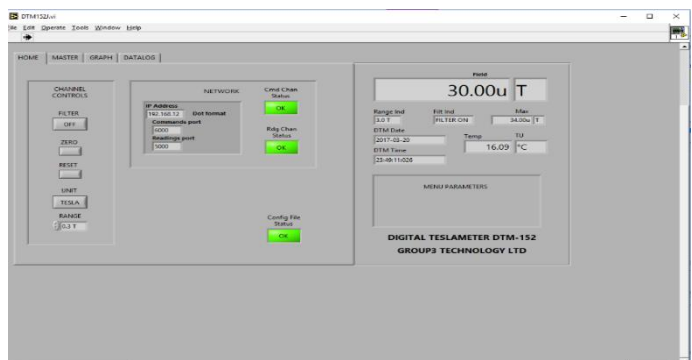 DTM152J.vi
File Edit Operate Tools Window Help
HOME MASTER GRAPH DATALOG
CHANNEL CONTROLS
FILTER
OFF
ZERO
RESET
UNIT
TESLA
RANGE
0.3 T
NETWORK
IP Address
192.168.12 Dot format
Commands port
6000
Readings port
5000
Cmd Chan
Status
OK
Rdg Chan
Status
OK
Config File
Status
OK
Field
30.00u T
Range Ind Filt Ind Max
3.0 T FILTER ON 34.00u T
DTM Date
2017-03-20
DTM Time
23:49:11:028
Temp TU
16.09 °C
MENU PARAMETERS
DIGITAL TESLAMETER DTM-152
GROUP3 TECHNOLOGY LTD